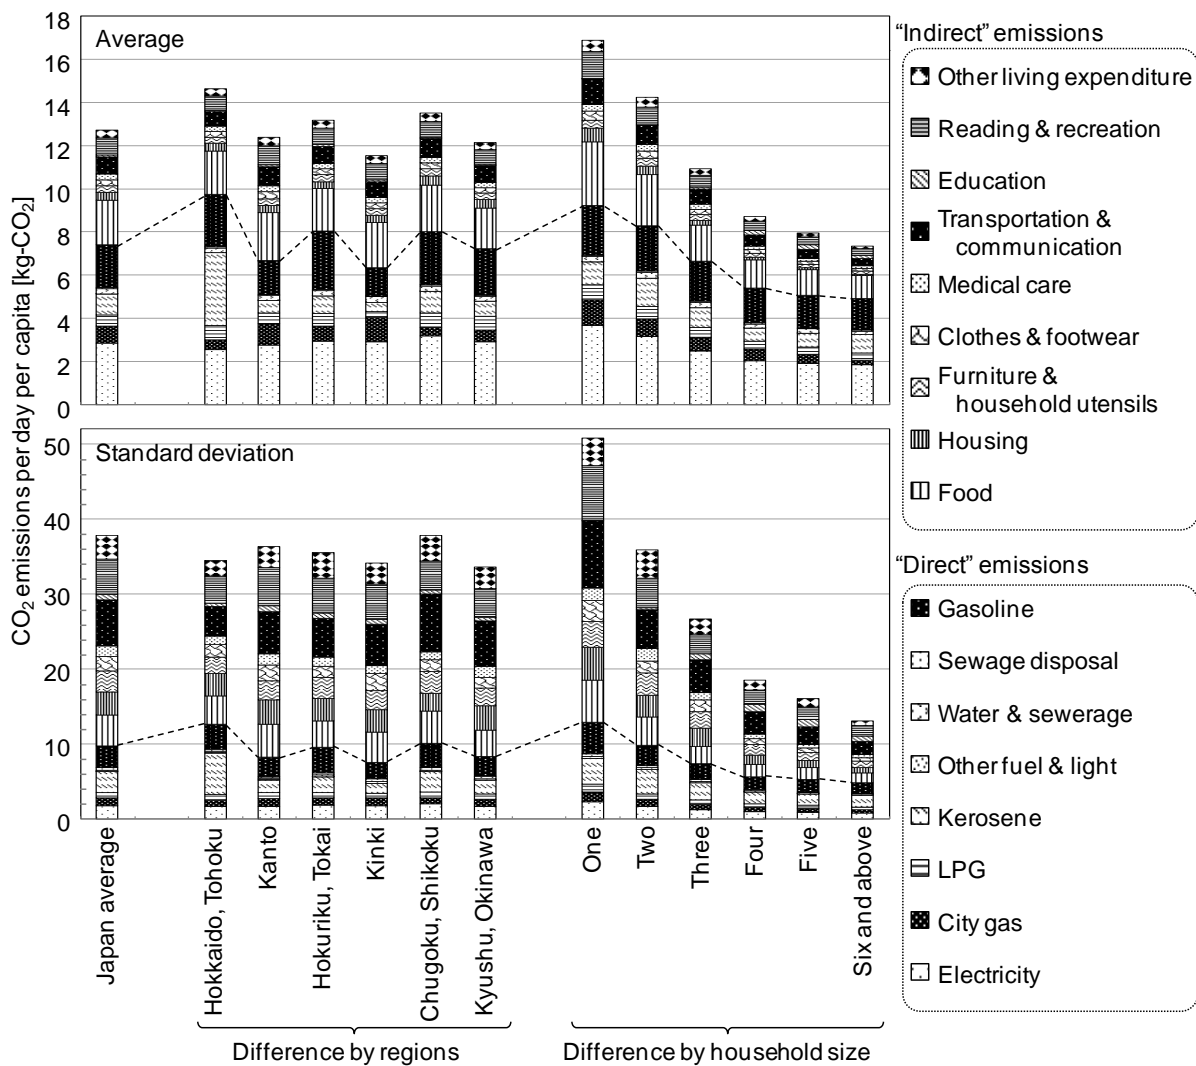 CO2 emissions per day per capita [kg-CO2]
Average
18
16
14
12
10
8
6
4
2
0
Standard deviation
50
40
30
20
10
0
Japan average
Hokkaido, Tohoku
Kanto
Hokuriku, Tokai
Kinki
Chugoku, Shikoku
Kyushu, Okinawa
One
Two
Three
Four
Five
Six and above
Difference by regions
Difference by household size
“Indirect” emissions
Other living expenditure
Reading & recreation
Education
Transportation &
communication
Medical care
Clothes & footwear
Furniture &
household utensils
Housing
Food
“Direct” emissions
Gasoline
Sewage disposal
Water & sewerage
Other fuel & light
Kerosene
LPG
City gas
Electricity